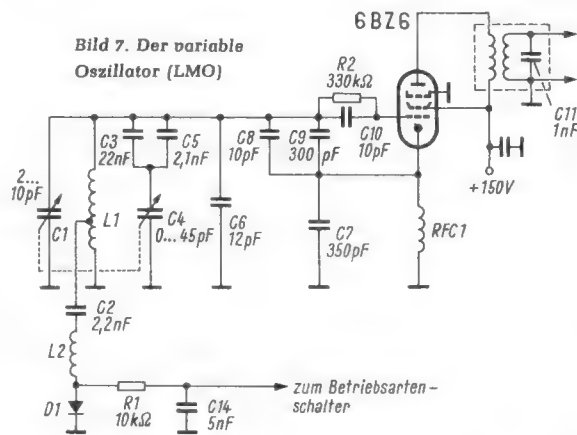 Bild 7. Der variable
Oszillator (LMO)
6BZ6
R2
330kΩ
C3
22nF
C5
2,1nF
C8
10pF
C9
300 pF
C10
10pF
C11
1nF
2...
10pF
C1
L1
C4
0...45pF
C6
12pF
C7
350pF
RFC1
+150V
C2
2,2nF
L2
D1
R1
10kΩ
C14
5nF
zum Betriebsarten-
schalter